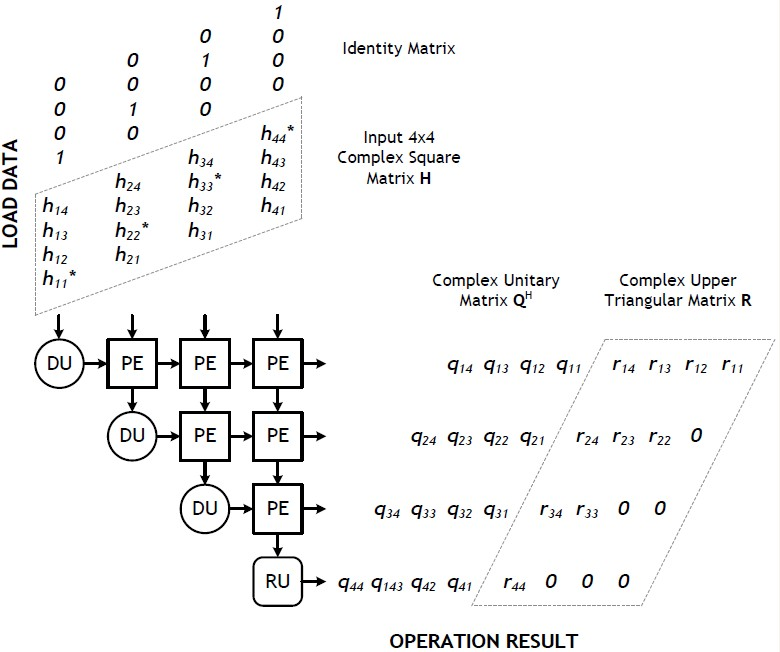 1
0 0
Identity Matrix
0 1 0
0 0 0 0
0 1 0
0 0 h44*
Input 4x4
1 h34 h43
Complex Square
h24 h33* h42
Matrix H
h14 h23 h32 h41
h13 h22* h31
h12 h21
h11*
LOAD DATA
Complex Unitary
Matrix Q^H
Complex Upper
Triangular Matrix R
DU PE PE PE q14 q13 q12 q11 r14 r13 r12 r11
DU PE PE q24 q23 q22 q21 r24 r23 r22 0
DU PE q34 q33 q32 q31 r34 r33 0 0
RU q44 q143 q42 q41 r44 0 0 0
OPERATION RESULT